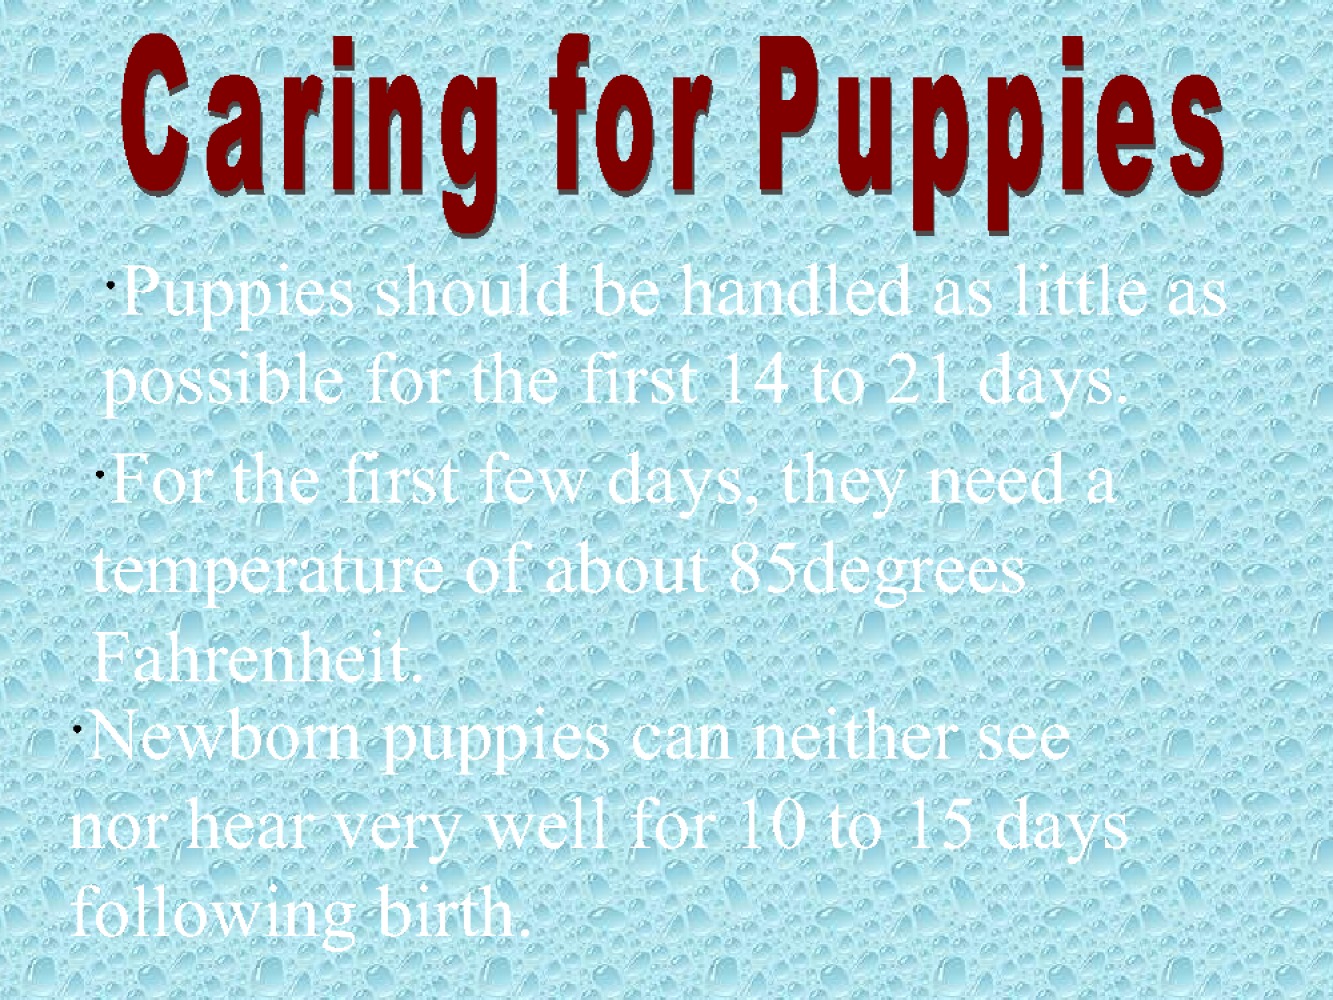 Caring for Puppies
•Puppies should be handled as little as
possible for the first 14 to 21 days.
•For the first few days, they need a
temperature of about 85degrees
Fahrenheit.
•Newborn puppies can neither see
nor hear very well for 10 to 15 days
following birth.